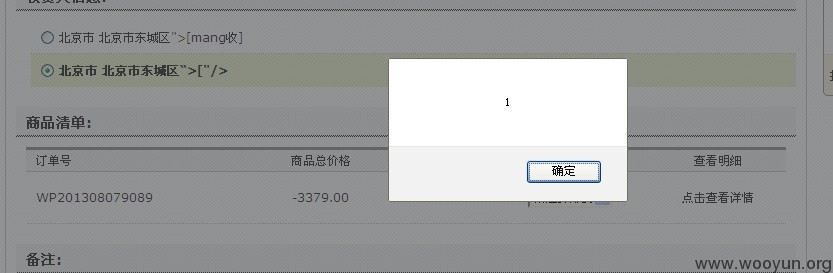 北京市 北京市东城区">[mang收]
北京市 北京市东城区">["/>
1
确定
商品清单：
订单号 商品总价格 查看明细
WP201308079089 -3379.00 点击查看详情
备注：
www.wooyun.org